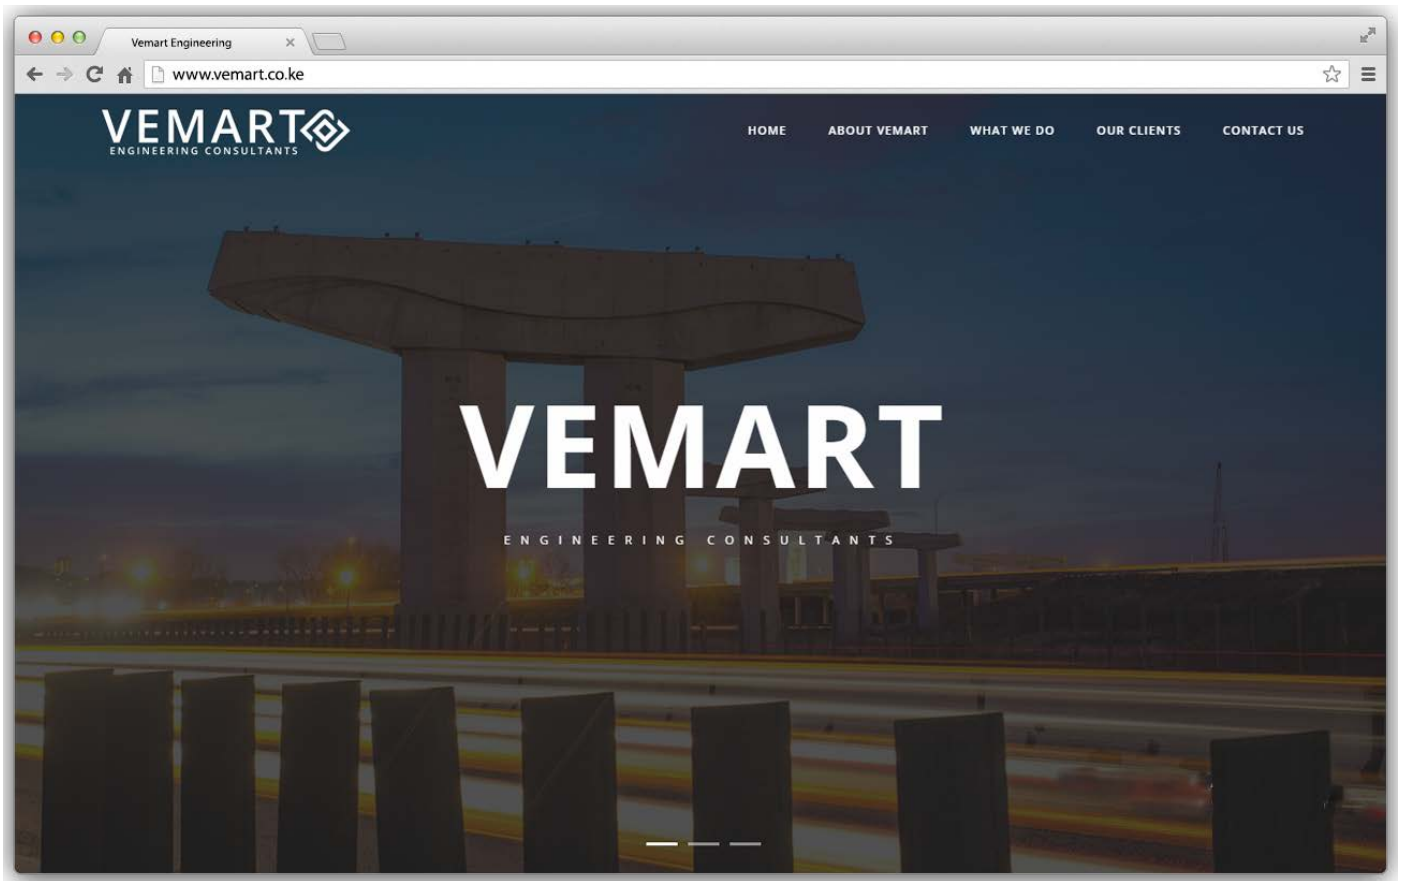 Vemart Engineering
www.vemart.co.ke
VEMART
ENGINEERING CONSULTANTS
HOME ABOUT VEMART WHAT WE DO OUR CLIENTS CONTACT US
VEMART
ENGINEERING CONSULTANTS